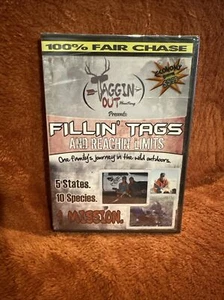 100% FAIR CHASE
TAGGIN'
OUT
Presents
FILLIN' TAGS
AND REACHIN' LIMITS
One family's journey in the wild outdoors.
5 States.
10 Species.
1 MISSION.